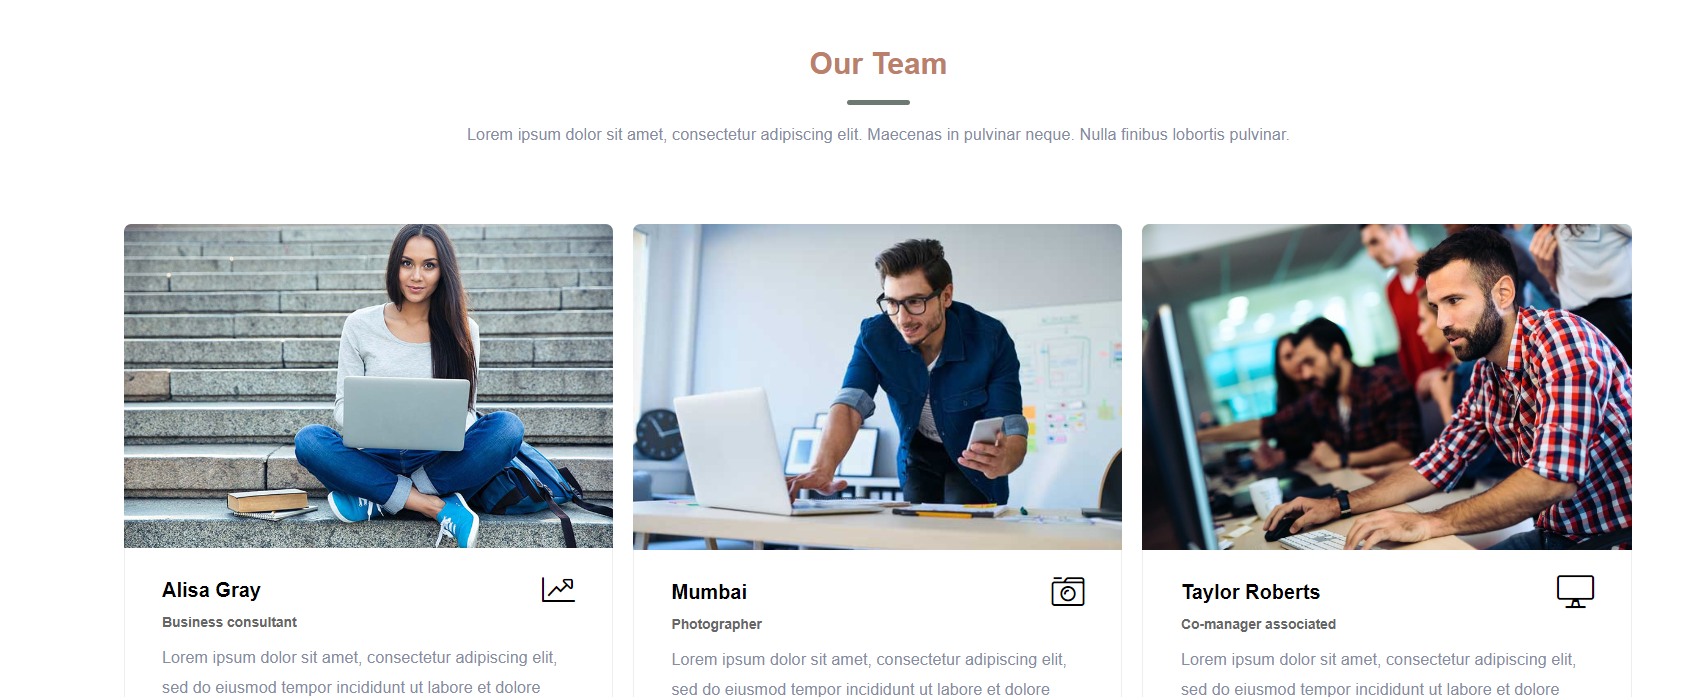 Our Team
Lorem ipsum dolor sit amet, consectetur adipiscing elit. Maecenas in pulvinar neque. Nulla finibus lobortis pulvinar.
Alisa Gray
Business consultant
Lorem ipsum dolor sit amet, consectetur adipiscing elit,
sed do eiusmod tempor incididunt ut labore et dolore
Mumbai
Photographer
Lorem ipsum dolor sit amet, consectetur adipiscing elit,
sed do eiusmod tempor incididunt ut labore et dolore
Taylor Roberts
Co-manager associated
Lorem ipsum dolor sit amet, consectetur adipiscing elit,
sed do eiusmod tempor incididunt ut labore et dolore